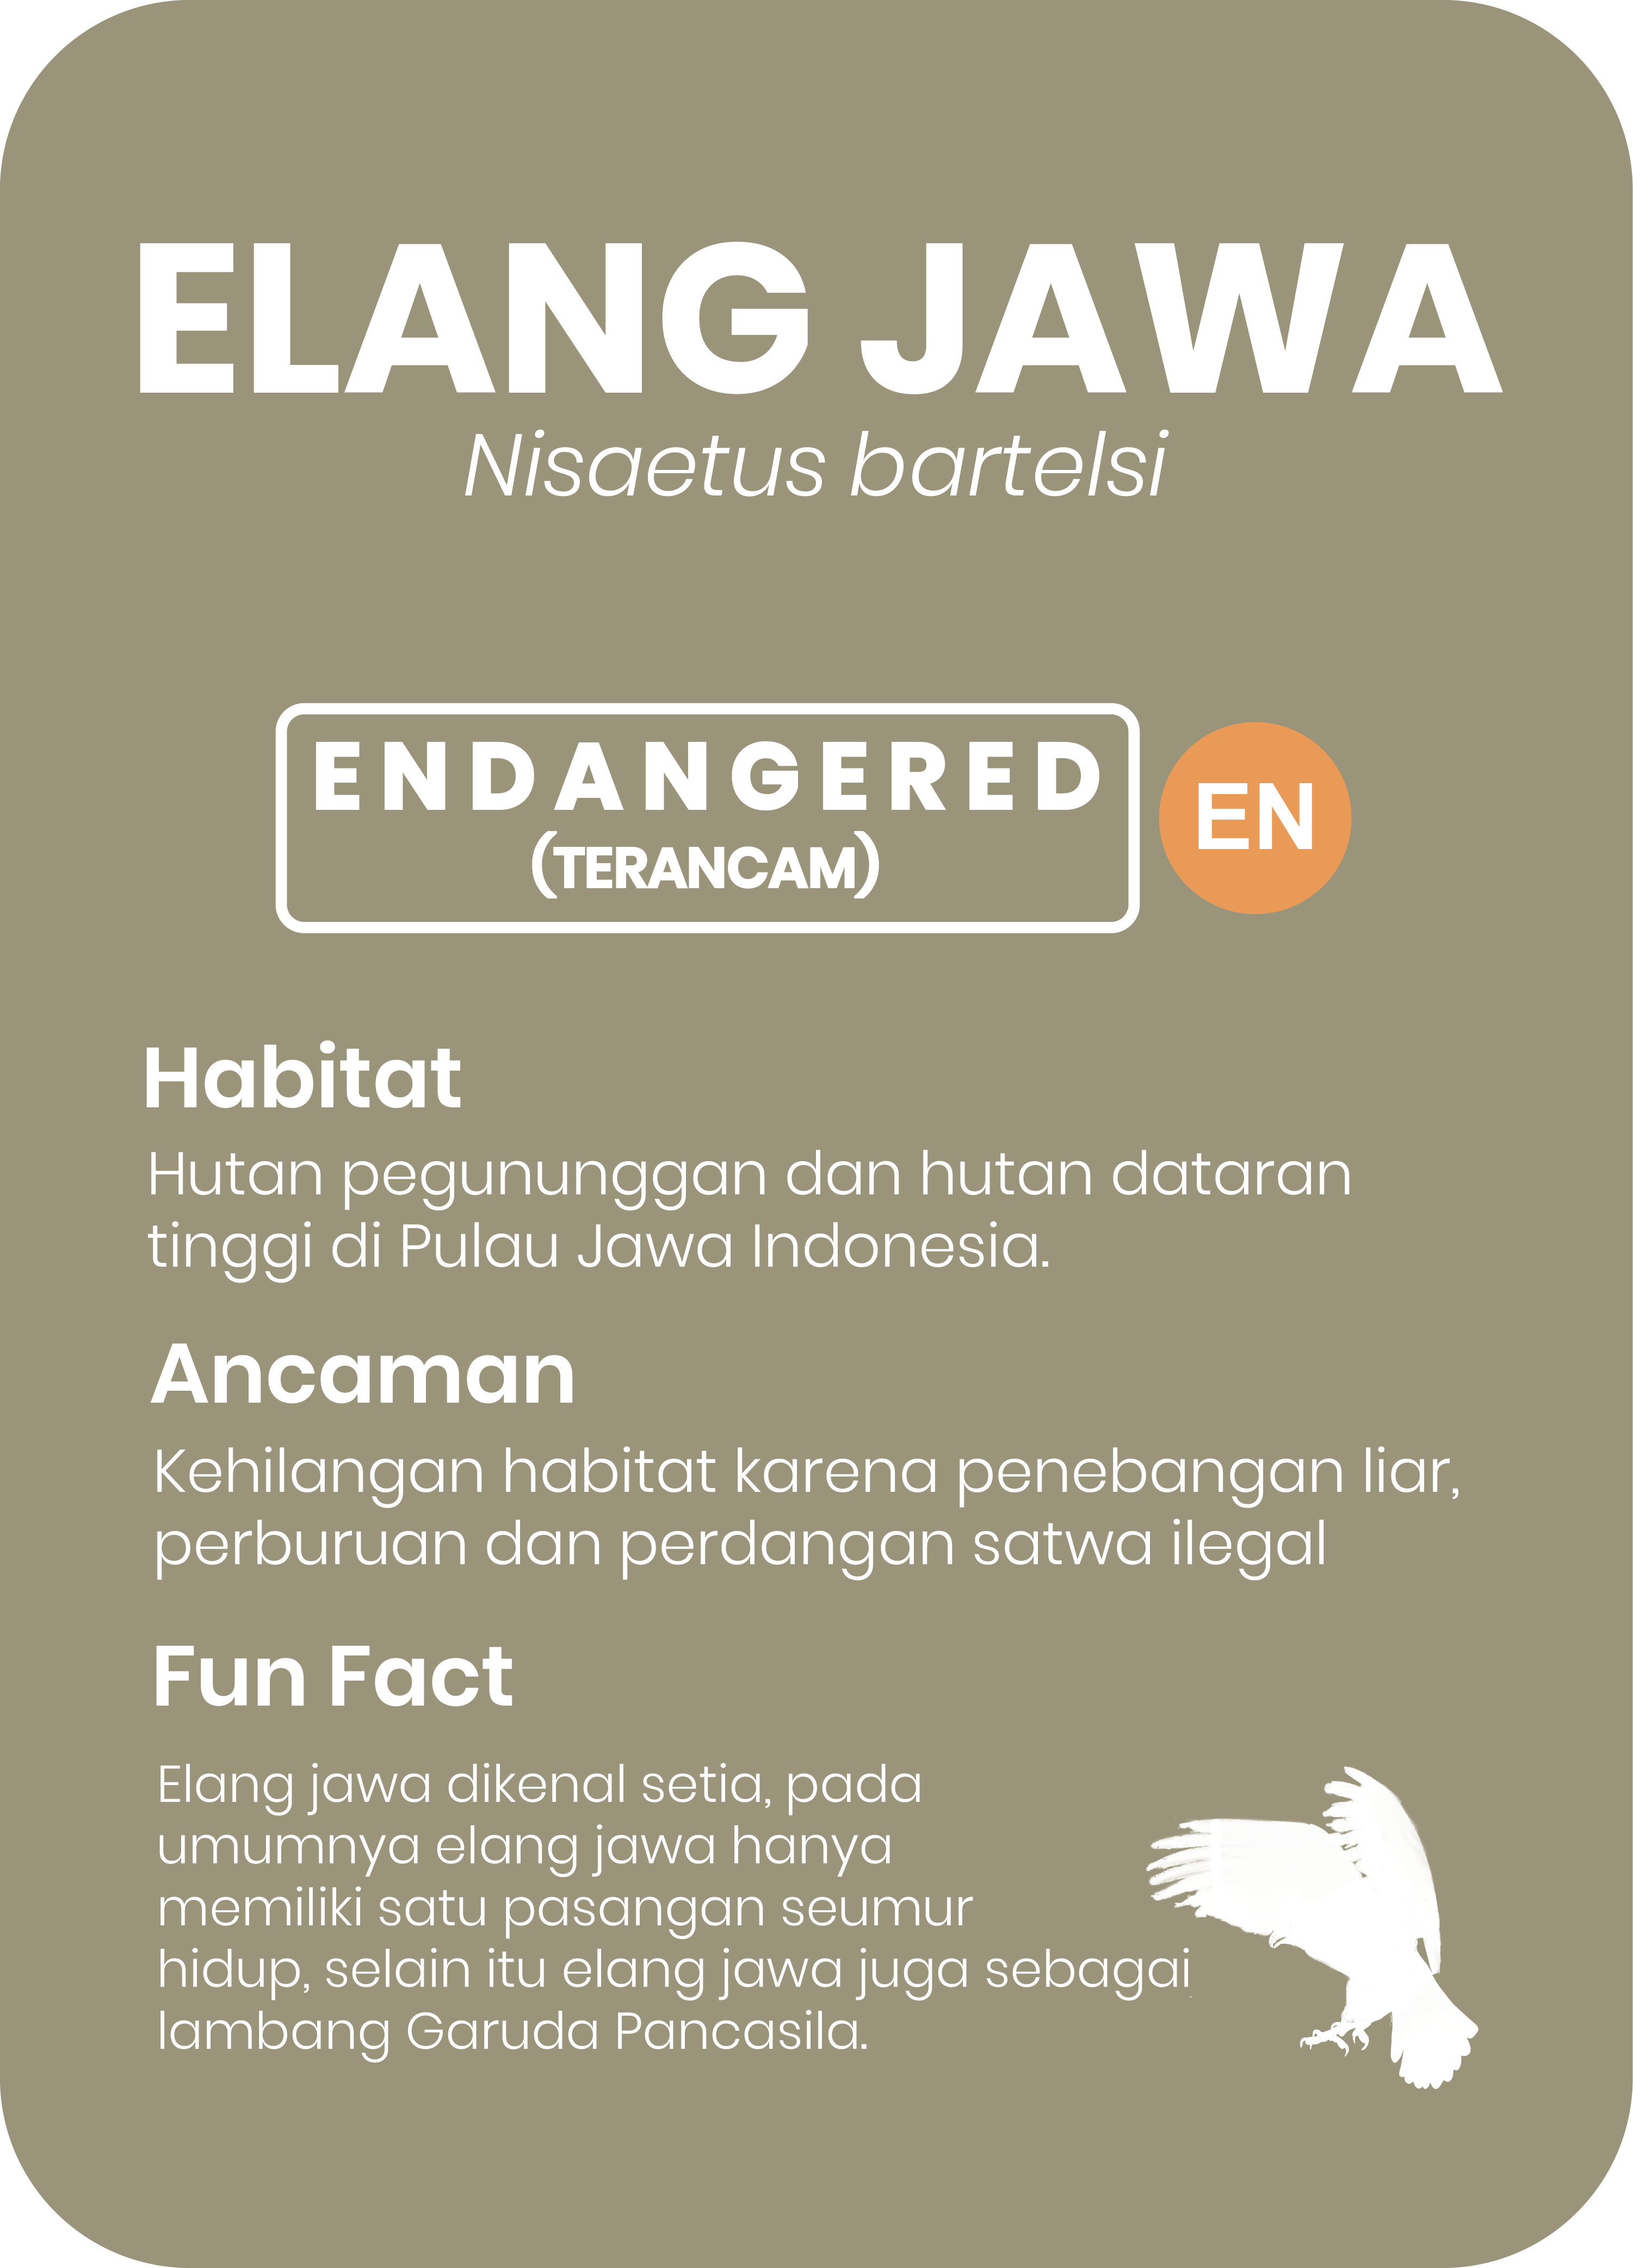 ELANG JAWA
Nisaetus bartelsi
ENDANGERED
(TERANCAM)
EN
Habitat
Hutan pegununggan dan hutan dataran
tinggi di Pulau Jawa Indonesia.
Ancaman
Kehilangan habitat karena penebangan liar,
perburuan dan perdangan satwa ilegal
Fun Fact
Elang jawa dikenal setia, pada
umumnya elang jawa hanya
memiliki satu pasangan seumur
hidup, selain itu elang jawa juga sebagai
lambang Garuda Pancasila.